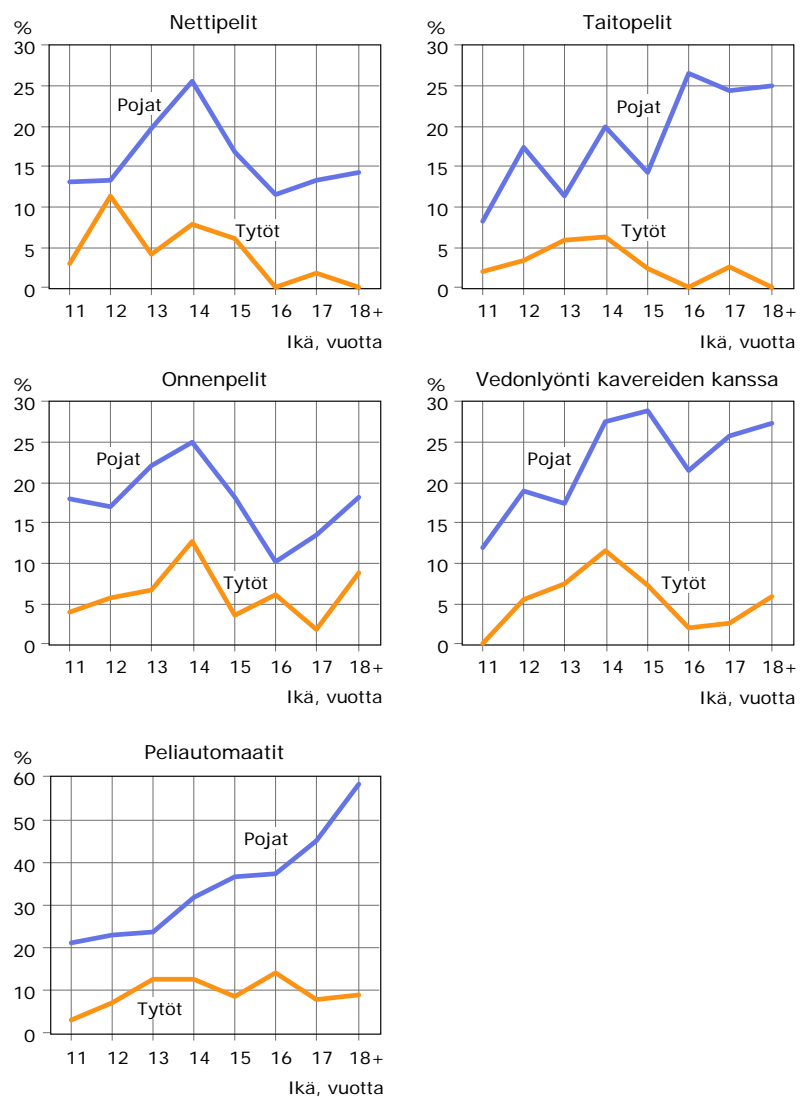 Nettipelit
%
30
25
20
15
10
5
0
Pojat
Tytöt
11 12 13 14 15 16 17 18+
Ikä, vuotta
Taitopelit
%
30
25
20
15
10
5
0
Pojat
Tytöt
11 12 13 14 15 16 17 18+
Ikä, vuotta
Onnenpelit
%
30
25
20
15
10
5
0
Pojat
Tytöt
11 12 13 14 15 16 17 18+
Ikä, vuotta
Vedonlyönti kavereiden kanssa
%
30
25
20
15
10
5
0
Pojat
Tytöt
11 12 13 14 15 16 17 18+
Ikä, vuotta
Peliautomaatit
%
60
50
40
30
20
10
0
Pojat
Tytöt
11 12 13 14 15 16 17 18+
Ikä, vuotta